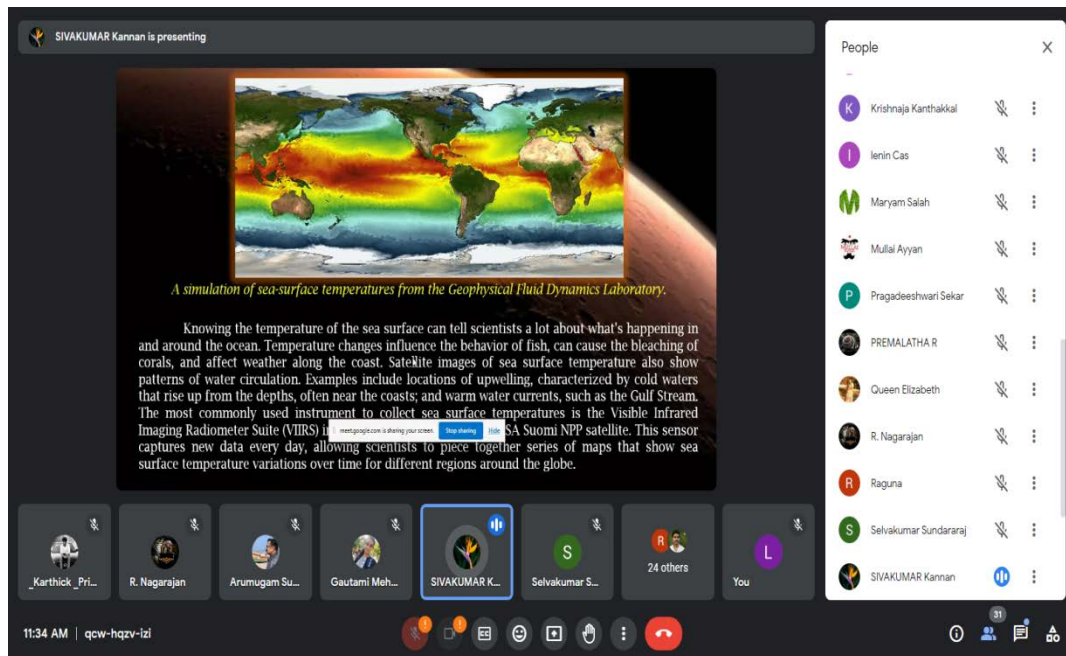 SIVAKUMAR Kannan is presenting
A simulation of sea-surface temperatures from the Geophysical Fluid Dynamics Laboratory.
Knowing the temperature of the sea surface can tell scientists a lot about what's happening in
and around the ocean. Temperature changes influence the behavior of fish, can cause the bleaching of
corals, and affect weather along the coast. Satellite images of sea surface temperature also show
patterns of water circulation. Examples include locations of upwelling, characterized by cold waters
that rise up from the depths, often near the coasts; and warm water currents, such as the Gulf Stream.
The most commonly used instrument to collect sea surface temperatures is the Visible Infrared
Imaging Radiometer Suite (VIIRS) SA Suomi NPP satellite. This sensor
meet.google.com is sharing your screen. Stop sharing Hide
captures new data every day, allowing scientists to piece together series of maps that show sea
surface temperature variations over time for different regions around the globe.
_Karthick_Pri...
R. Nagarajan
Arumugam Su...
Gautami Meh...
SIVAKUMAR K...
S
Selvakumar S...
R
24 others
L
You
11:34 AM | qcw-hqzv-izi
CC
31
People
K Krishnaja Kanthakkal
l lenin Cas
Maryam Salah
Mullai Ayyan
P Pragadeeshwari Sekar
PREMALATHA R
Queen Elizabeth
R. Nagarajan
R Raguna
S Selvakumar Sundararaj
SIVAKUMAR Kannan